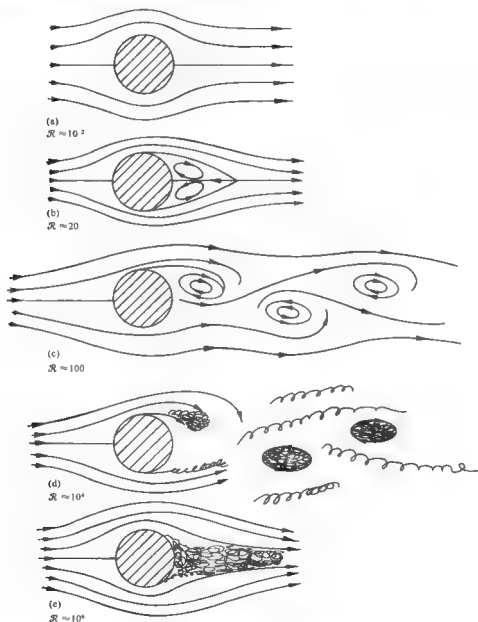 (a)
ℛ ≈ 10⁻²
(b)
ℛ ≈ 20
(c)
ℛ ≈ 100
(d)
ℛ ≈ 10⁴
(e)
ℛ ≈ 10⁶